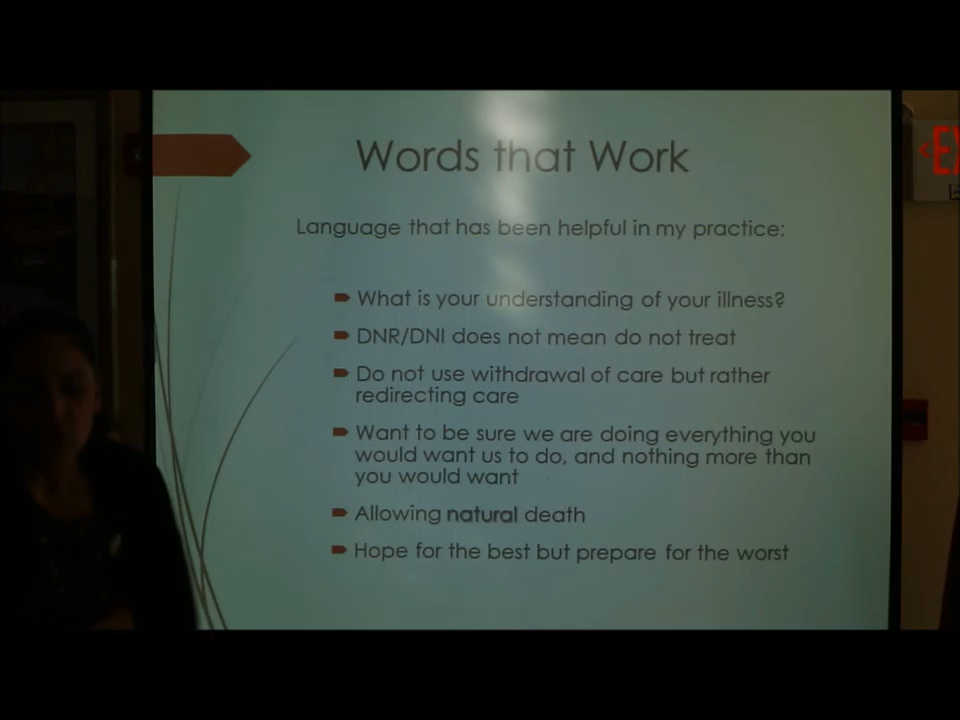 Words that Work
Language that has been helpful in my practice:
What is your understanding of your illness?
DNR/DNI does not mean do not treat
Do not use withdrawal of care but rather
redirecting care
Want to be sure we are doing everything you
would want us to do, and nothing more than
you would want
Allowing natural death
Hope for the best but prepare for the worst